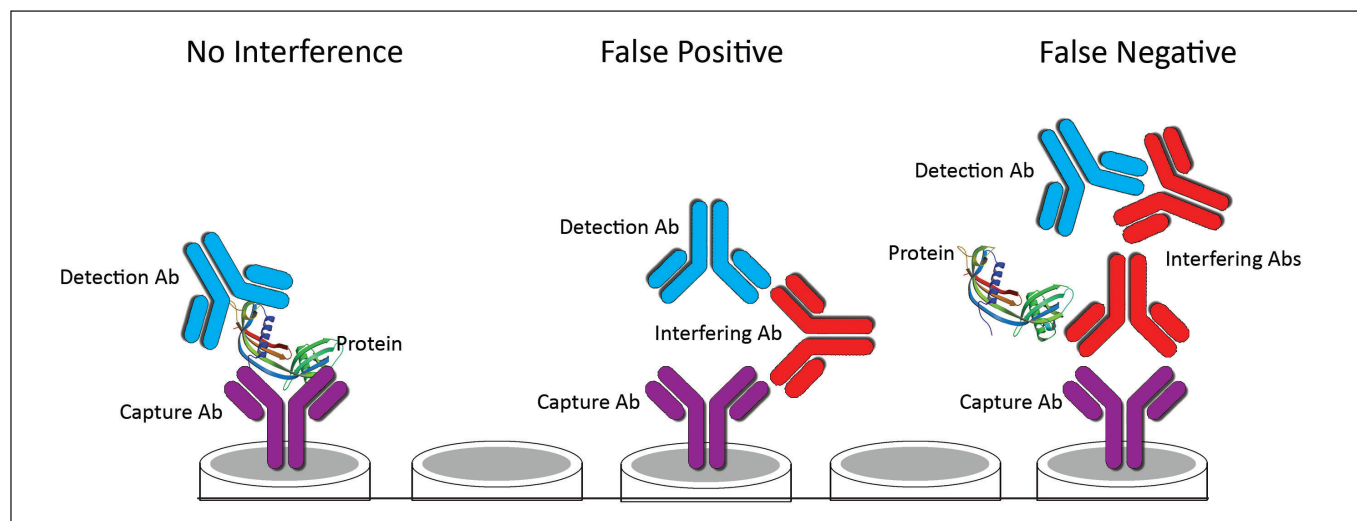 No Interference
False Positive
False Negative
Detection Ab
Protein
Capture Ab
Detection Ab
Interfering Ab
Capture Ab
Detection Ab
Protein
Interfering Abs
Capture Ab